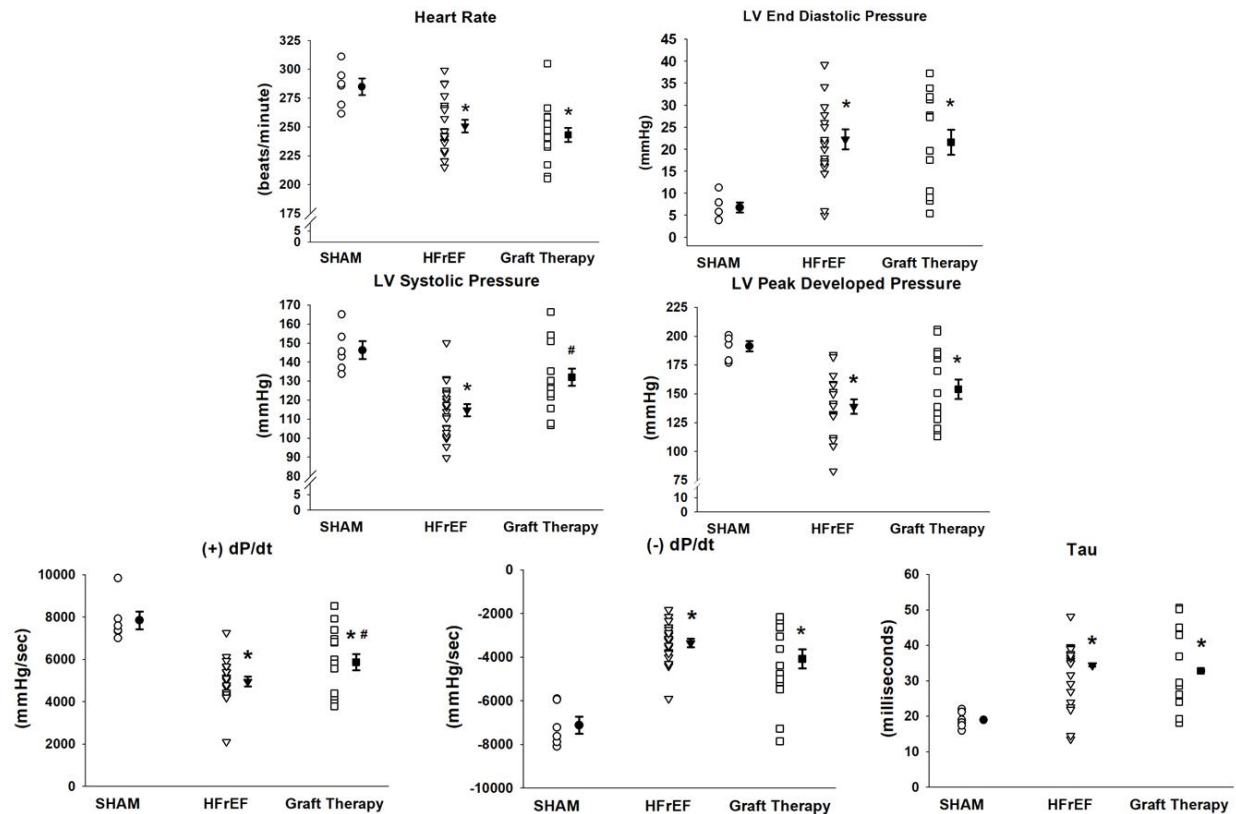 Heart Rate
325
300
275
250
225
200
175
5
0
(beats/minute)
*
*
SHAM
HFrEF
Graft Therapy
LV End Diastolic Pressure
45
40
35
30
25
20
15
10
5
0
(mmHg)
*
*
SHAM
HFrEF
Graft Therapy
LV Systolic Pressure
170
160
150
140
130
120
110
100
90
80
5
0
(mmHg)
*
#
SHAM
HFrEF
Graft Therapy
LV Peak Developed Pressure
225
200
175
150
125
100
75
10
0
(mmHg)
*
*
SHAM
HFrEF
Graft Therapy
(+) dP/dt
10000
8000
6000
4000
2000
0
(mmHg/sec)
*
* #
SHAM
HFrEF
Graft Therapy
(-) dP/dt
0
-2000
-4000
-6000
-8000
-10000
(mmHg/sec)
*
*
SHAM
HFrEF
Graft Therapy
Tau
60
50
40
30
20
10
0
(milliseconds)
*
*
SHAM
HFrEF
Graft Therapy